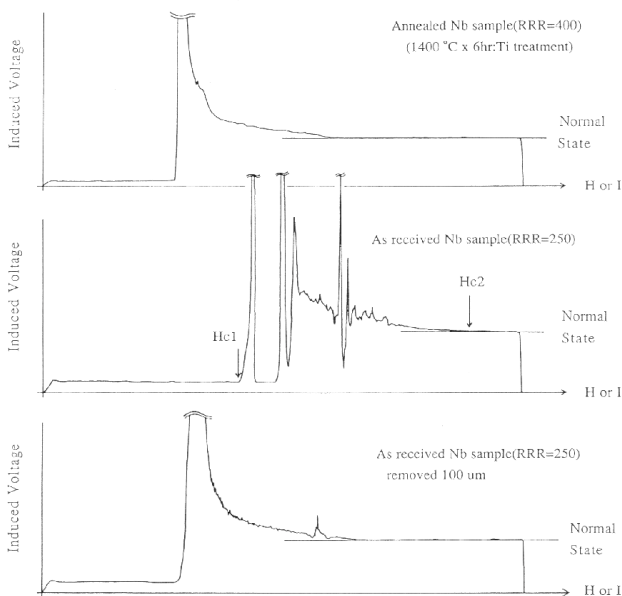 Annealed Nb sample(RRR=400)
(1400 °C x 6hr:Ti treatment)
Induced Voltage
Normal
State
H or I
As received Nb sample(RRR=250)
Induced Voltage
Hc1
Hc2
Normal
State
H or I
As received Nb sample(RRR=250)
removed 100 um
Induced Voltage
Normal
State
H or I